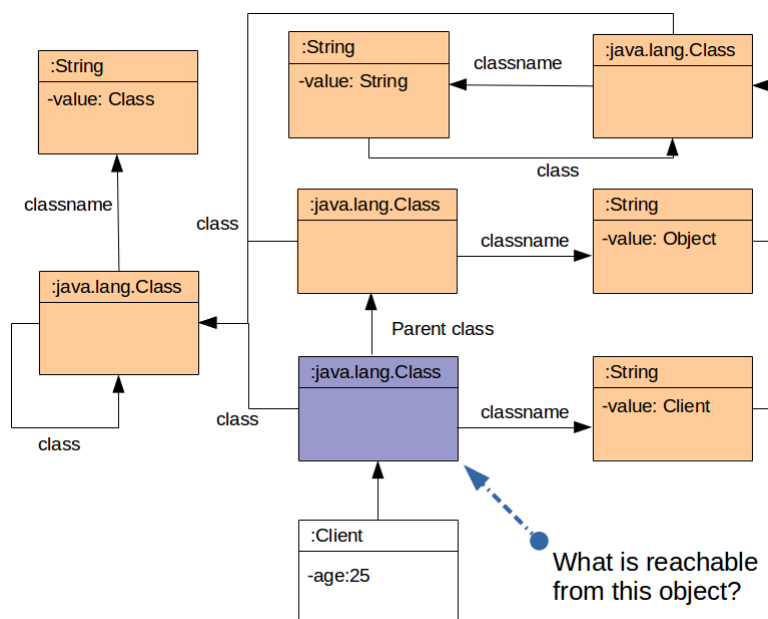 :String
-value: Class
:String
-value: String
classname
:java.lang.Class
class
classname
class
:java.lang.Class
classname
:String
-value: Object
:java.lang.Class
class
Parent class
:java.lang.Class
class
classname
:String
-value: Client
:Client
-age:25
What is reachable
from this object?